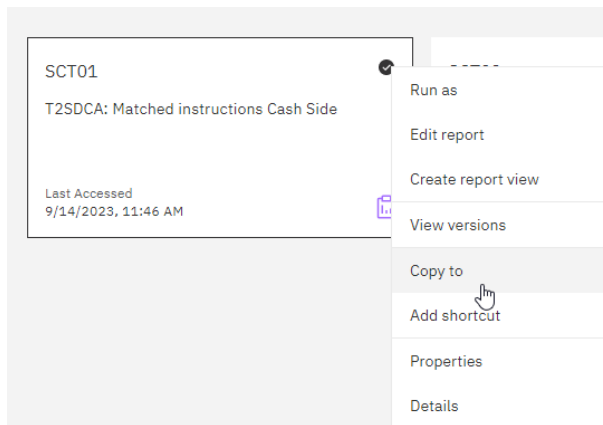 SCT01
T2SDCA: Matched instructions Cash Side
Last Accessed
9/14/2023, 11:46 AM
Run as
Edit report
Create report view
View versions
Copy to
Add shortcut
Properties
Details